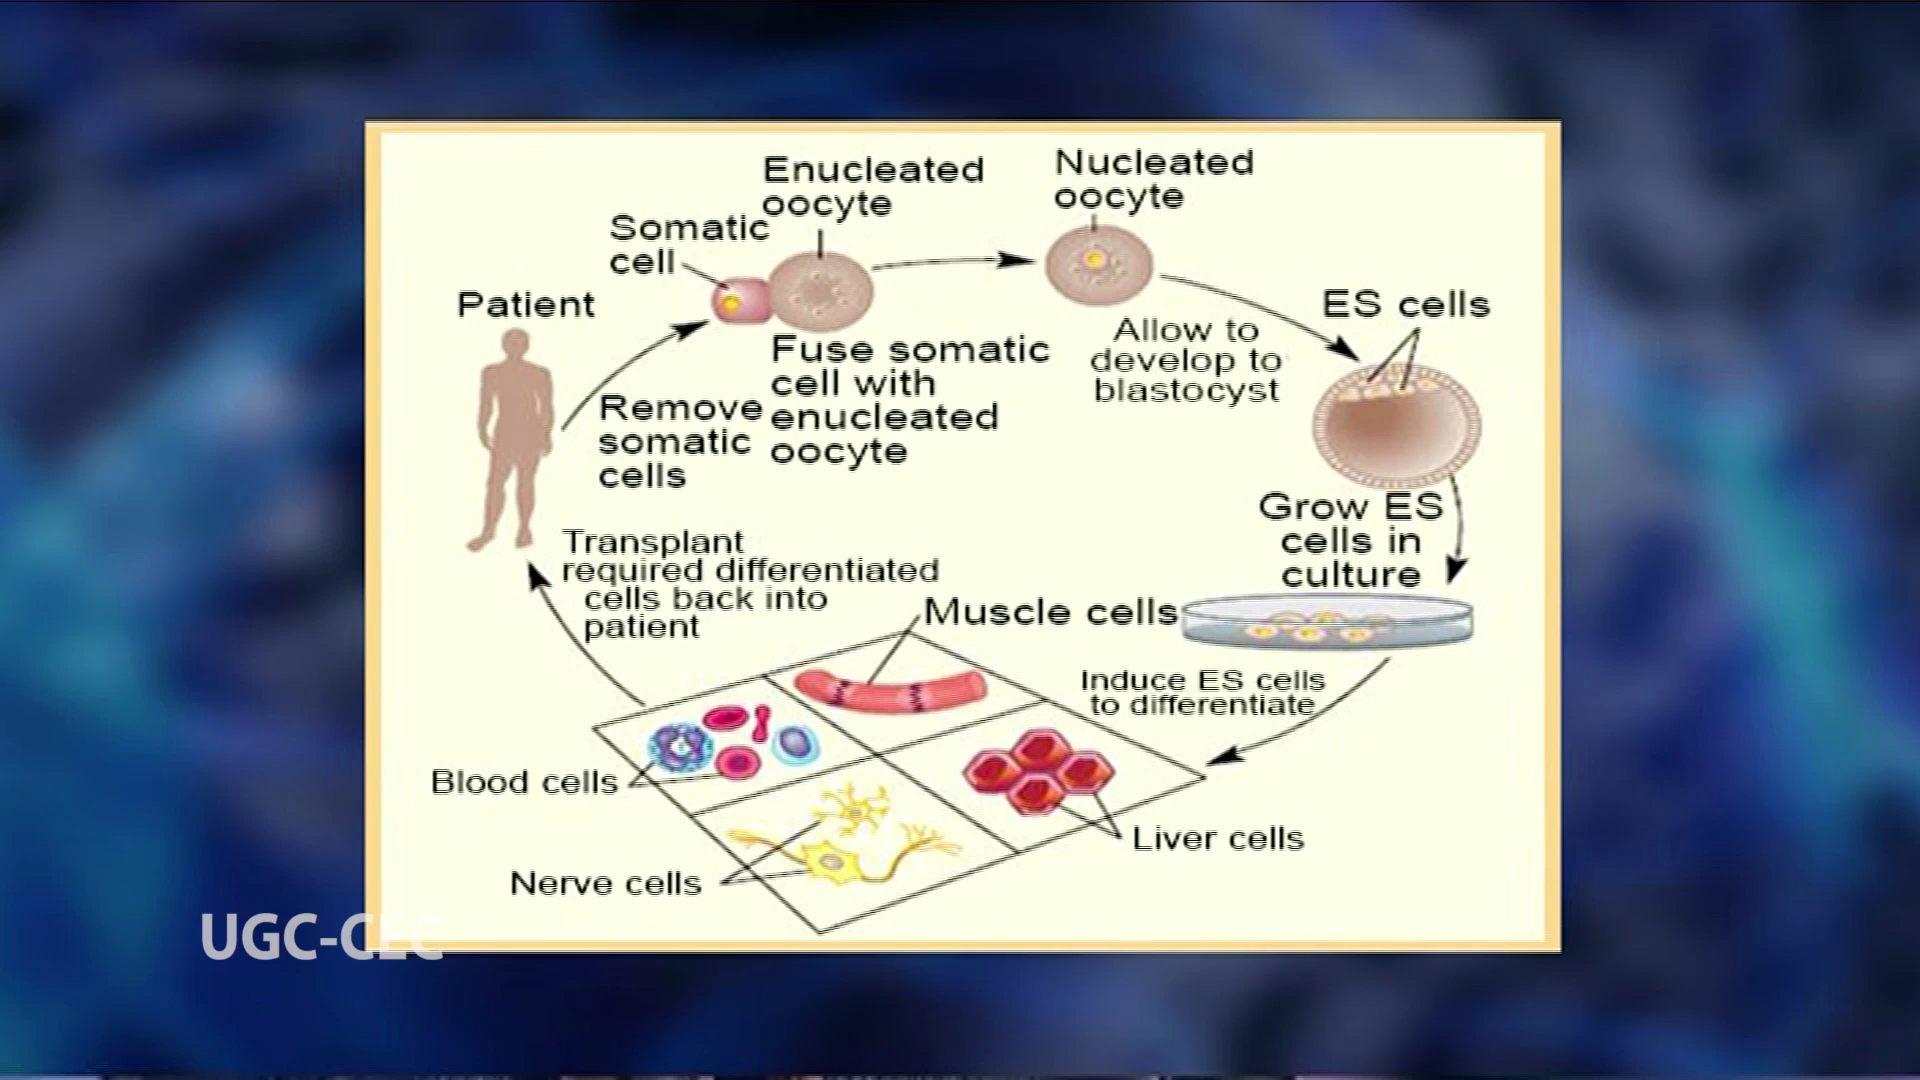 Enucleated
oocyte
Nucleated
oocyte
Somatic
cell
Patient
ES cells
Allow to
develop to
blastocyst
Fuse somatic
cell with
enucleated
oocyte
Remove
somatic
cells
Grow ES
cells in
culture
Transplant
required differentiated
cells back into
patient
Muscle cells
Induce ES cells
to differentiate
Blood cells
Liver cells
Nerve cells
UGC-CEC